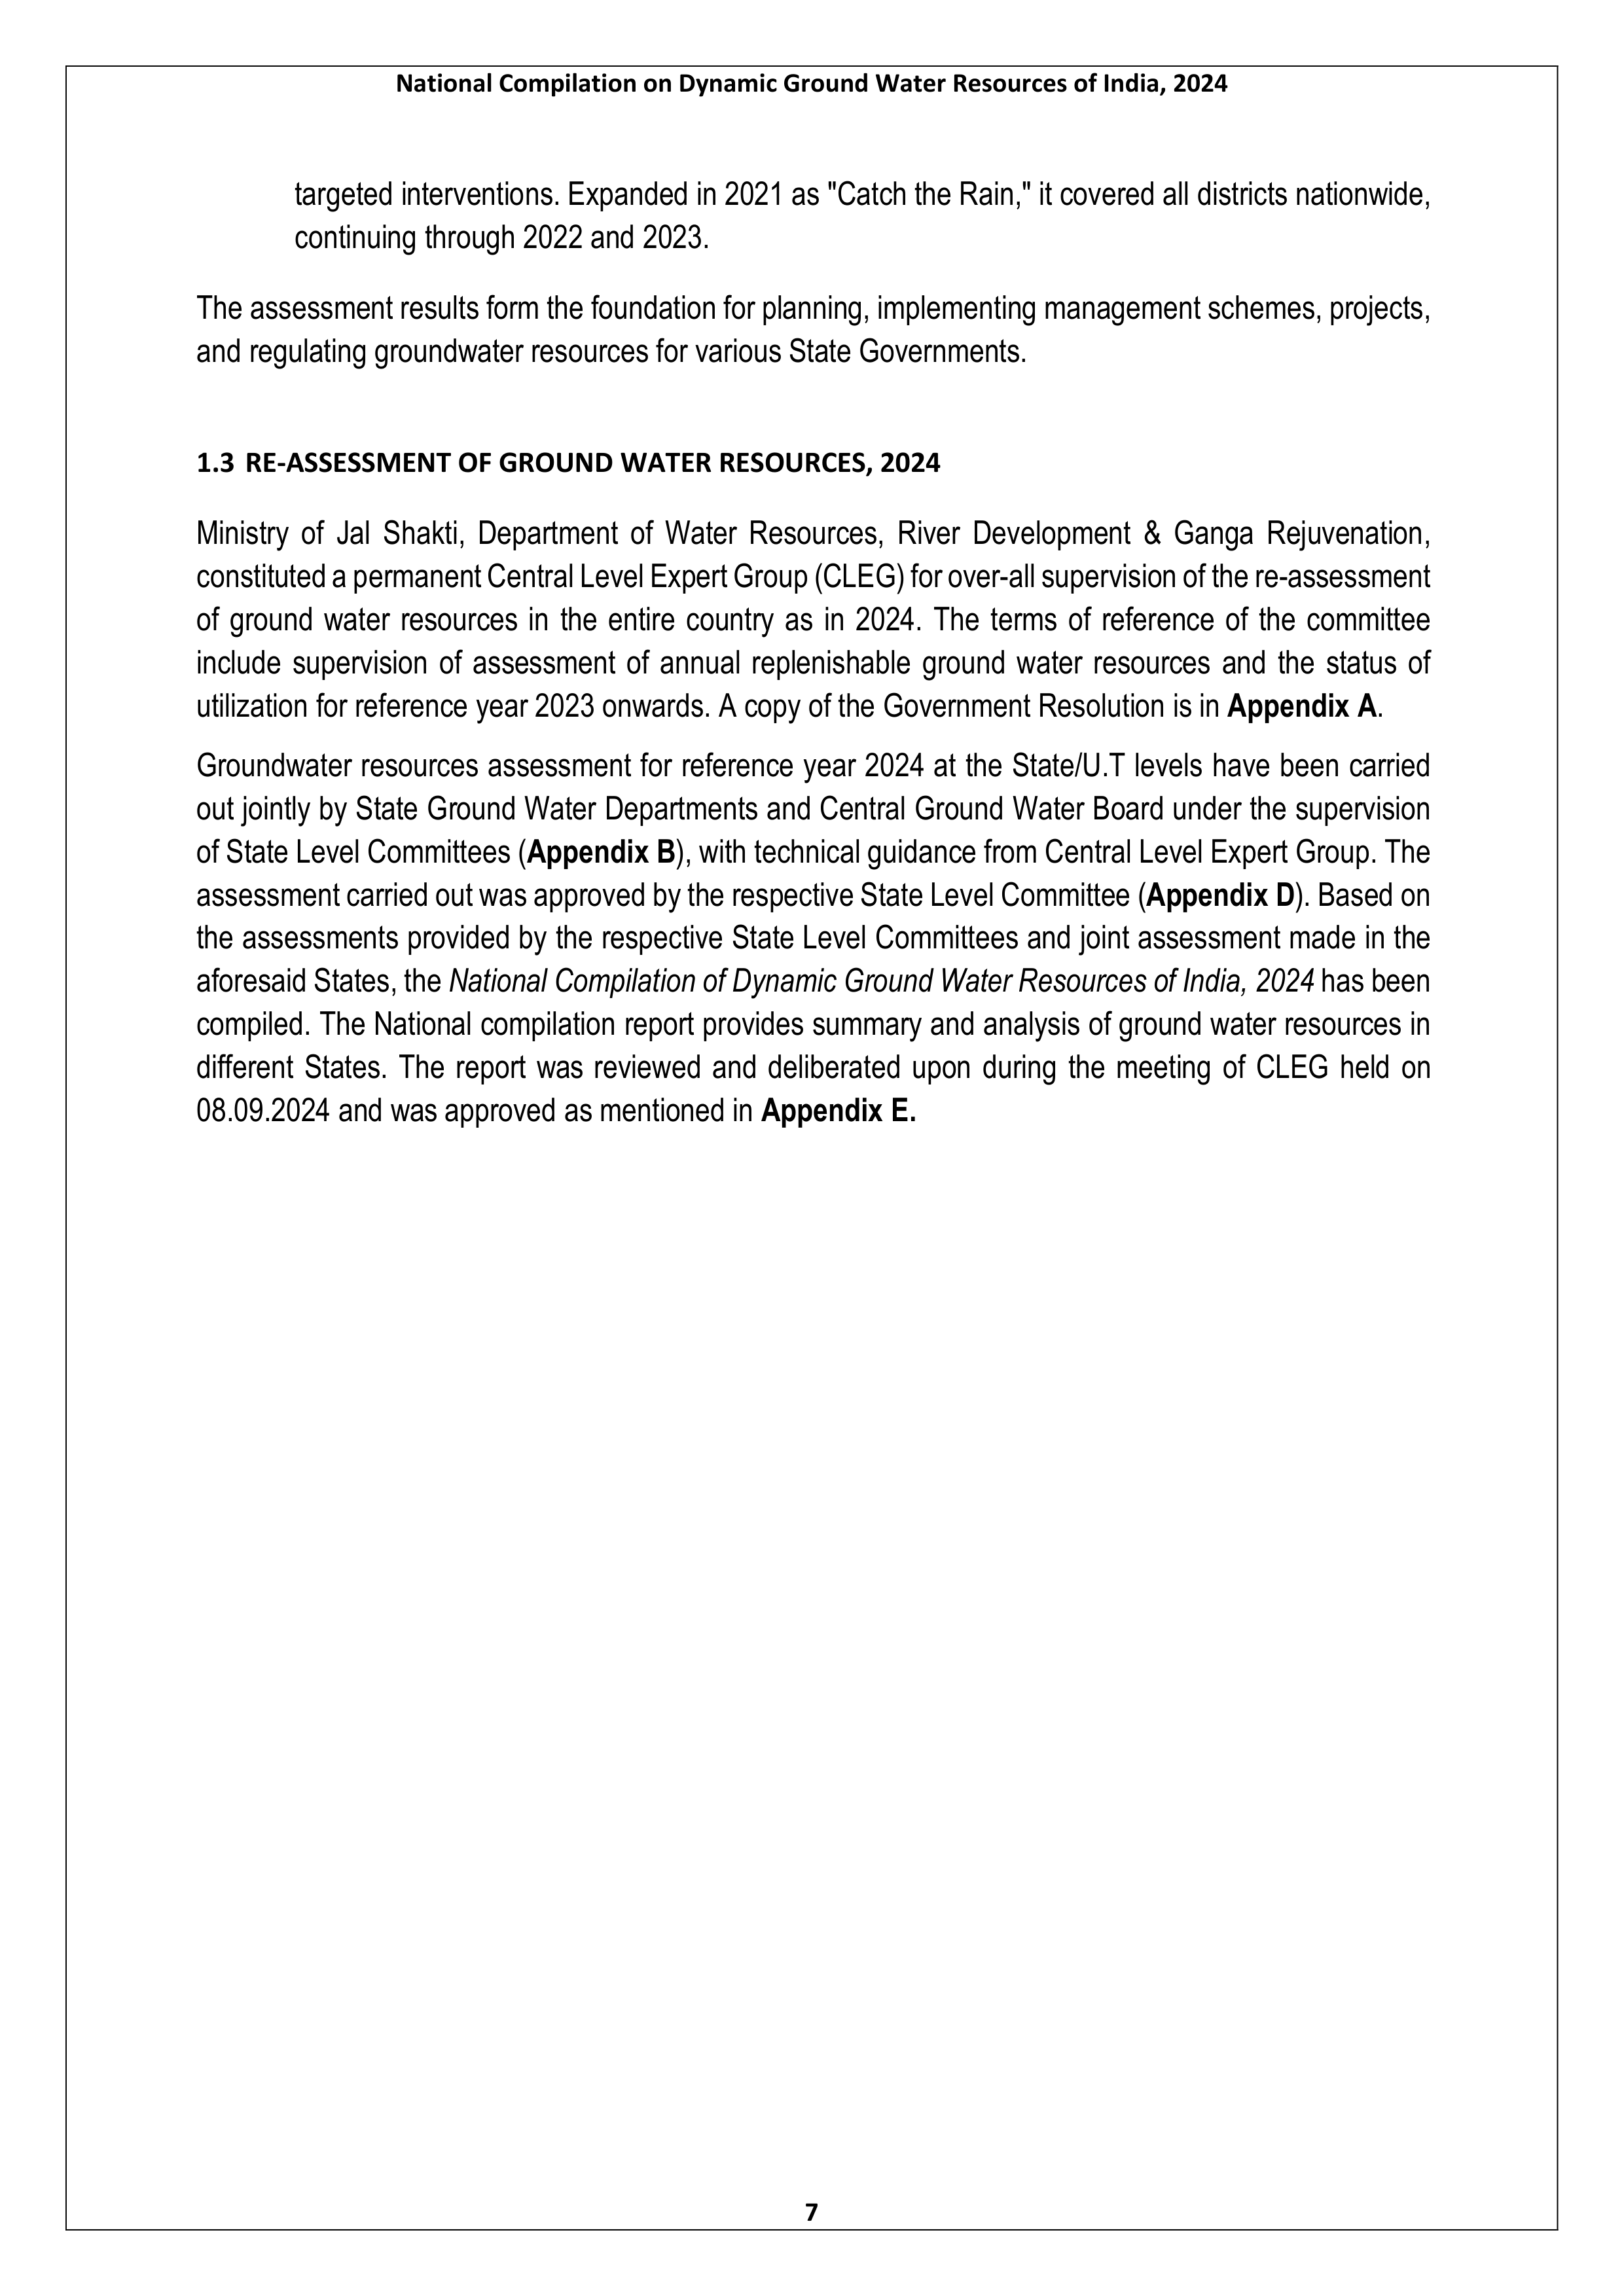 National Compilation on Dynamic Ground Water Resources of India, 2024
targeted interventions. Expanded in 2021 as "Catch the Rain," it covered all districts nationwide,
continuing through 2022 and 2023.
The assessment results form the foundation for planning, implementing management schemes, projects,
and regulating groundwater resources for various State Governments.
1.3 RE-ASSESSMENT OF GROUND WATER RESOURCES, 2024
Ministry of Jal Shakti, Department of Water Resources, River Development & Ganga Rejuvenation,
constituted a permanent Central Level Expert Group (CLEG) for over-all supervision of the re-assessment
of ground water resources in the entire country as in 2024. The terms of reference of the committee
include supervision of assessment of annual replenishable ground water resources and the status of
utilization for reference year 2023 onwards. A copy of the Government Resolution is in Appendix A.
Groundwater resources assessment for reference year 2024 at the State/U.T levels have been carried
out jointly by State Ground Water Departments and Central Ground Water Board under the supervision
of State Level Committees (Appendix B), with technical guidance from Central Level Expert Group. The
assessment carried out was approved by the respective State Level Committee (Appendix D). Based on
the assessments provided by the respective State Level Committees and joint assessment made in the
aforesaid States, the National Compilation of Dynamic Ground Water Resources of India, 2024 has been
compiled. The National compilation report provides summary and analysis of ground water resources in
different States. The report was reviewed and deliberated upon during the meeting of CLEG held on
08.09.2024 and was approved as mentioned in Appendix E.
7